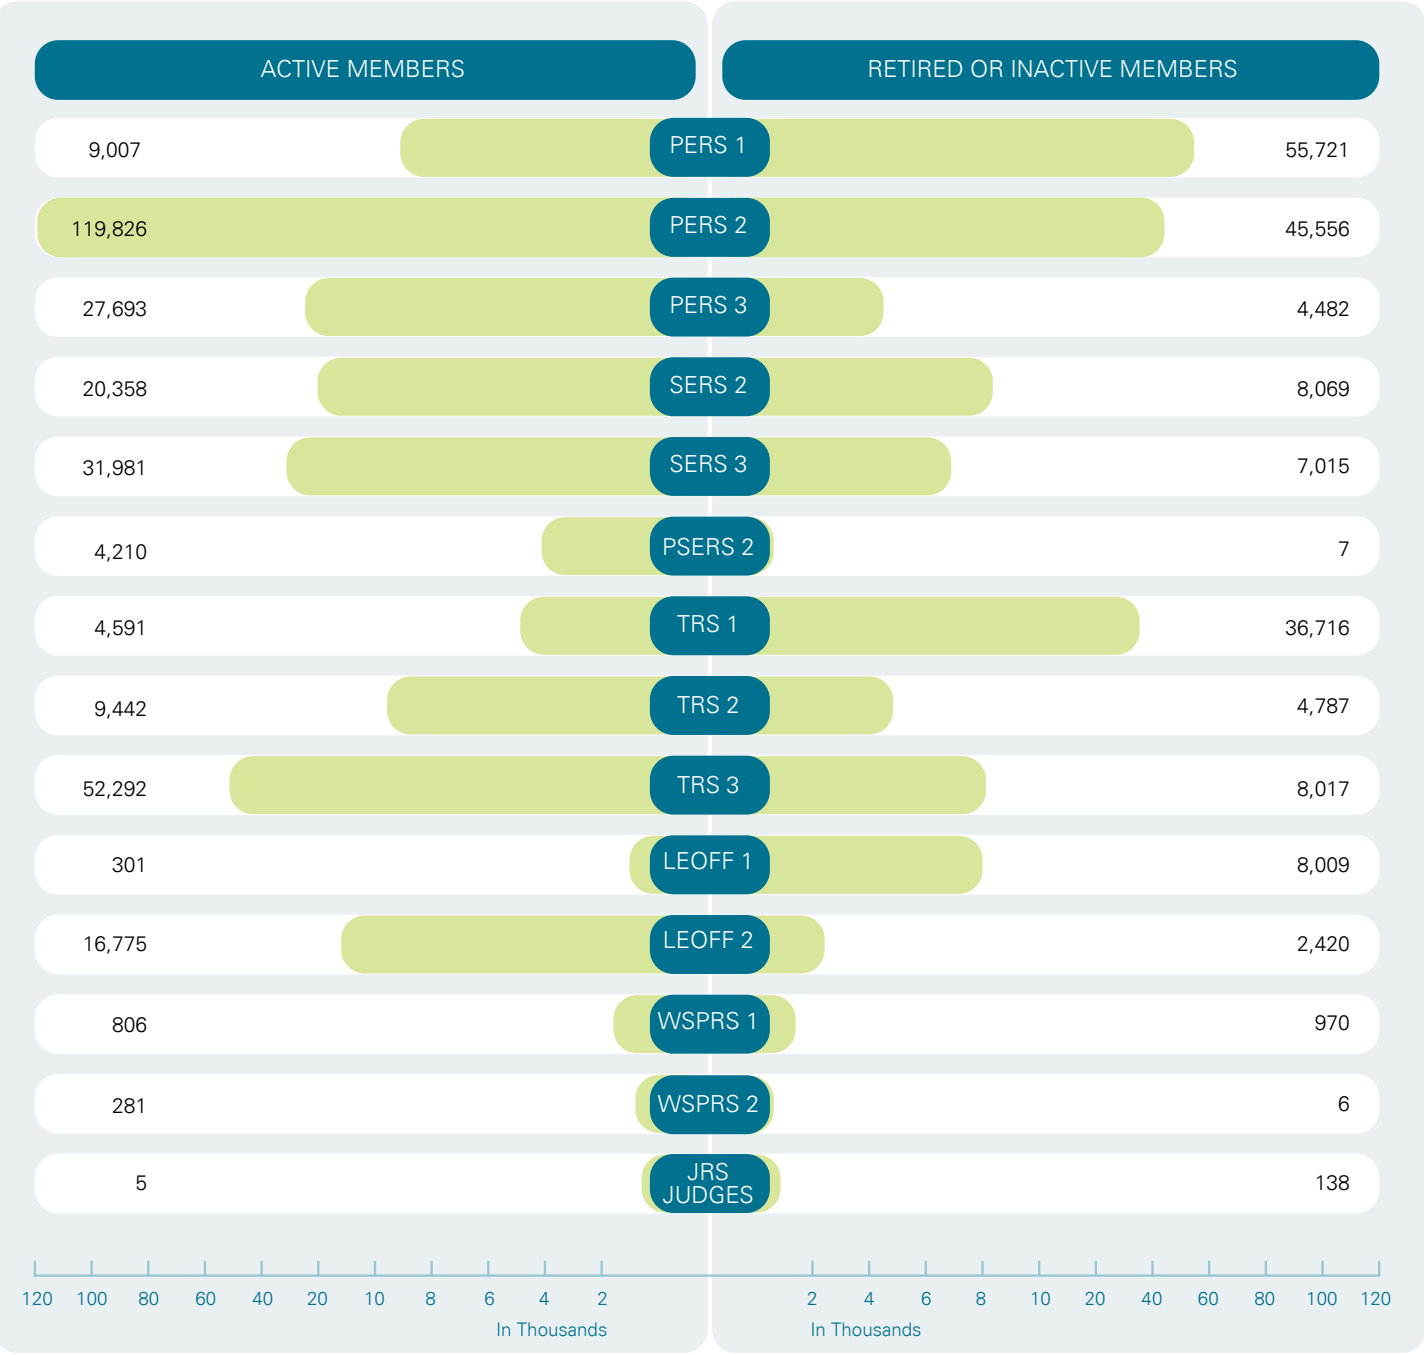 ACTIVE MEMBERS RETIRED OR INACTIVE MEMBERS
9,007 PERS 1 55,721
119,826 PERS 2 45,556
27,693 PERS 3 4,482
20,358 SERS 2 8,069
31,981 SERS 3 7,015
4,210 PSERS 2 7
4,591 TRS 1 36,716
9,442 TRS 2 4,787
52,292 TRS 3 8,017
301 LEOFF 1 8,009
16,775 LEOFF 2 2,420
806 WSPRS 1 970
281 WSPRS 2 6
5 JRS JUDGES 138
120 100 80 60 40 20 10 8 6 4 2 2 4 6 8 10 20 40 60 80 100 120
In Thousands In Thousands